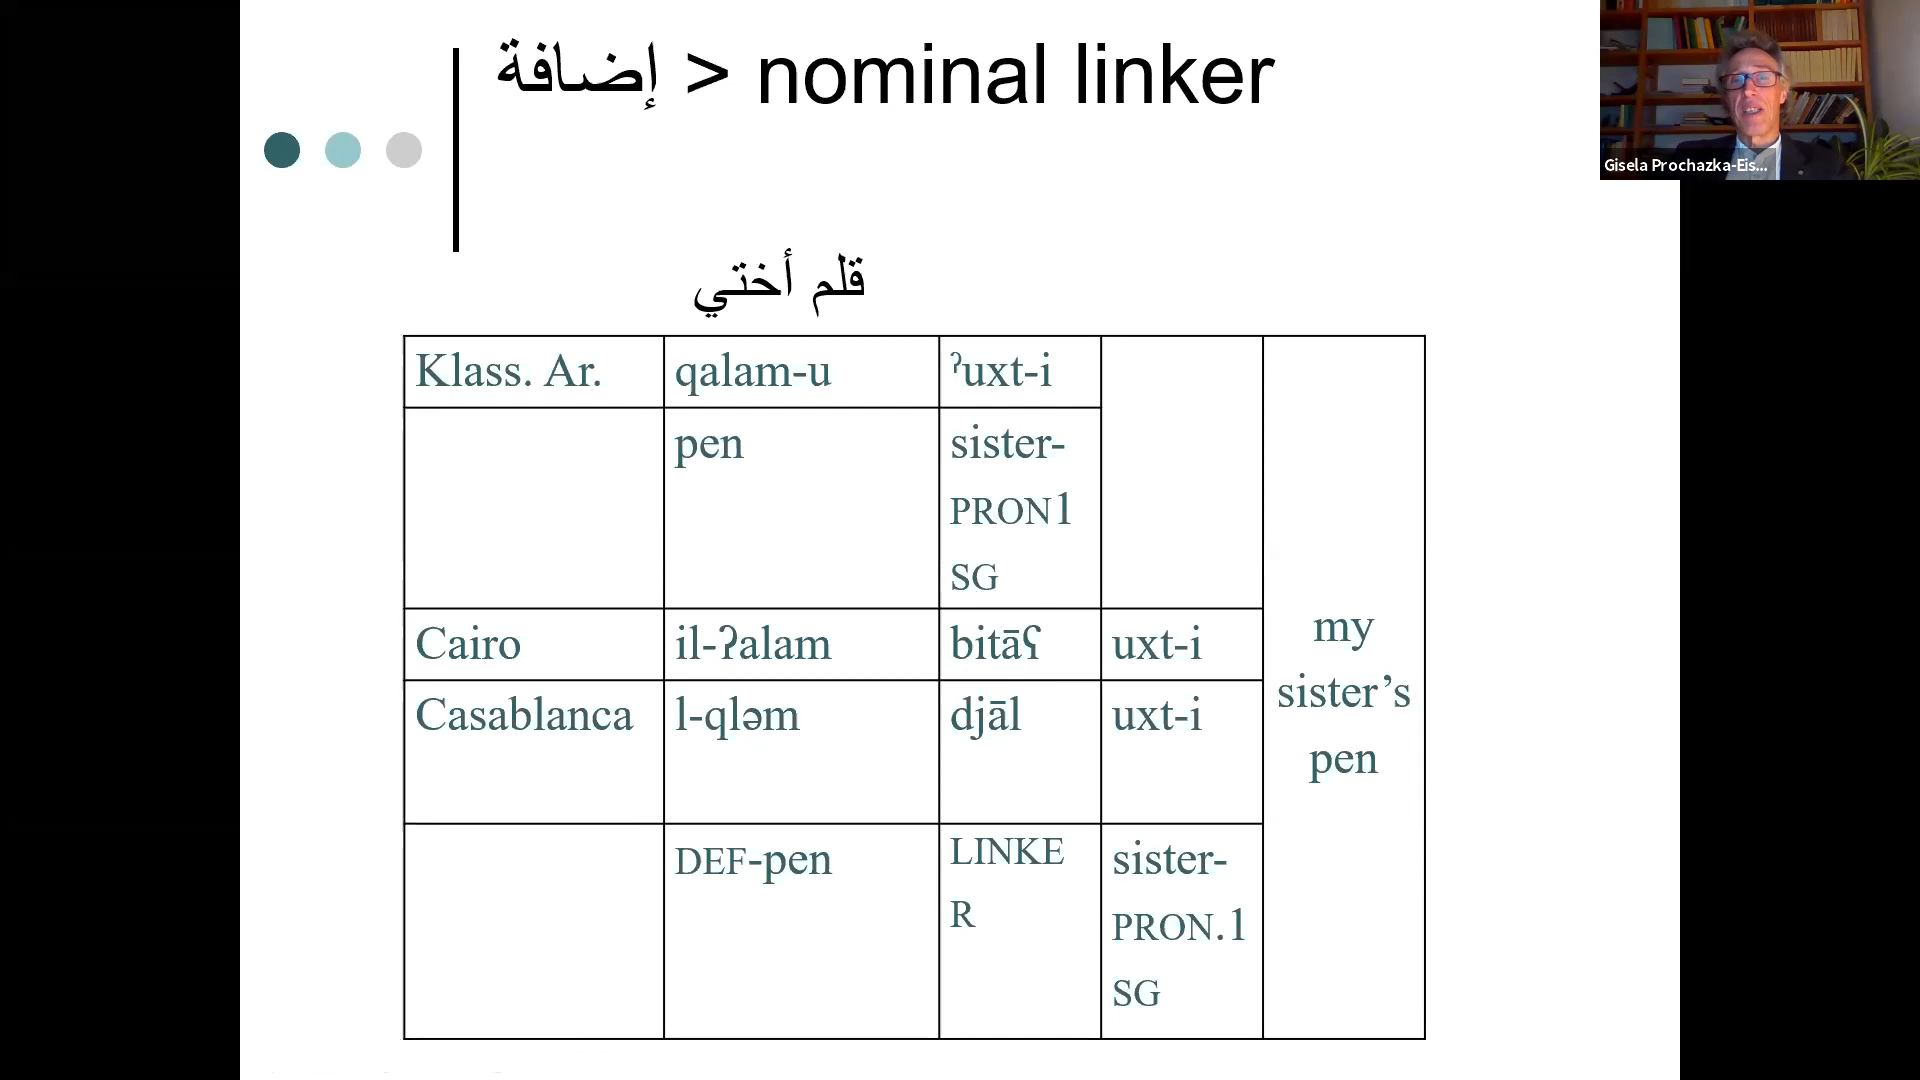 إضافة > nominal linker
Gisela Prochazka-Eis...
قلم أختي
Klass. Ar. qalam-u ˀuxt-i
pen sister-
PRON1
SG
Cairo il-ʔalam bitāʕ uxt-i
Casablanca l-qləm djāl uxt-i
my
sister’s
pen
DEF-pen LINKE
R
sister-
PRON.1
SG